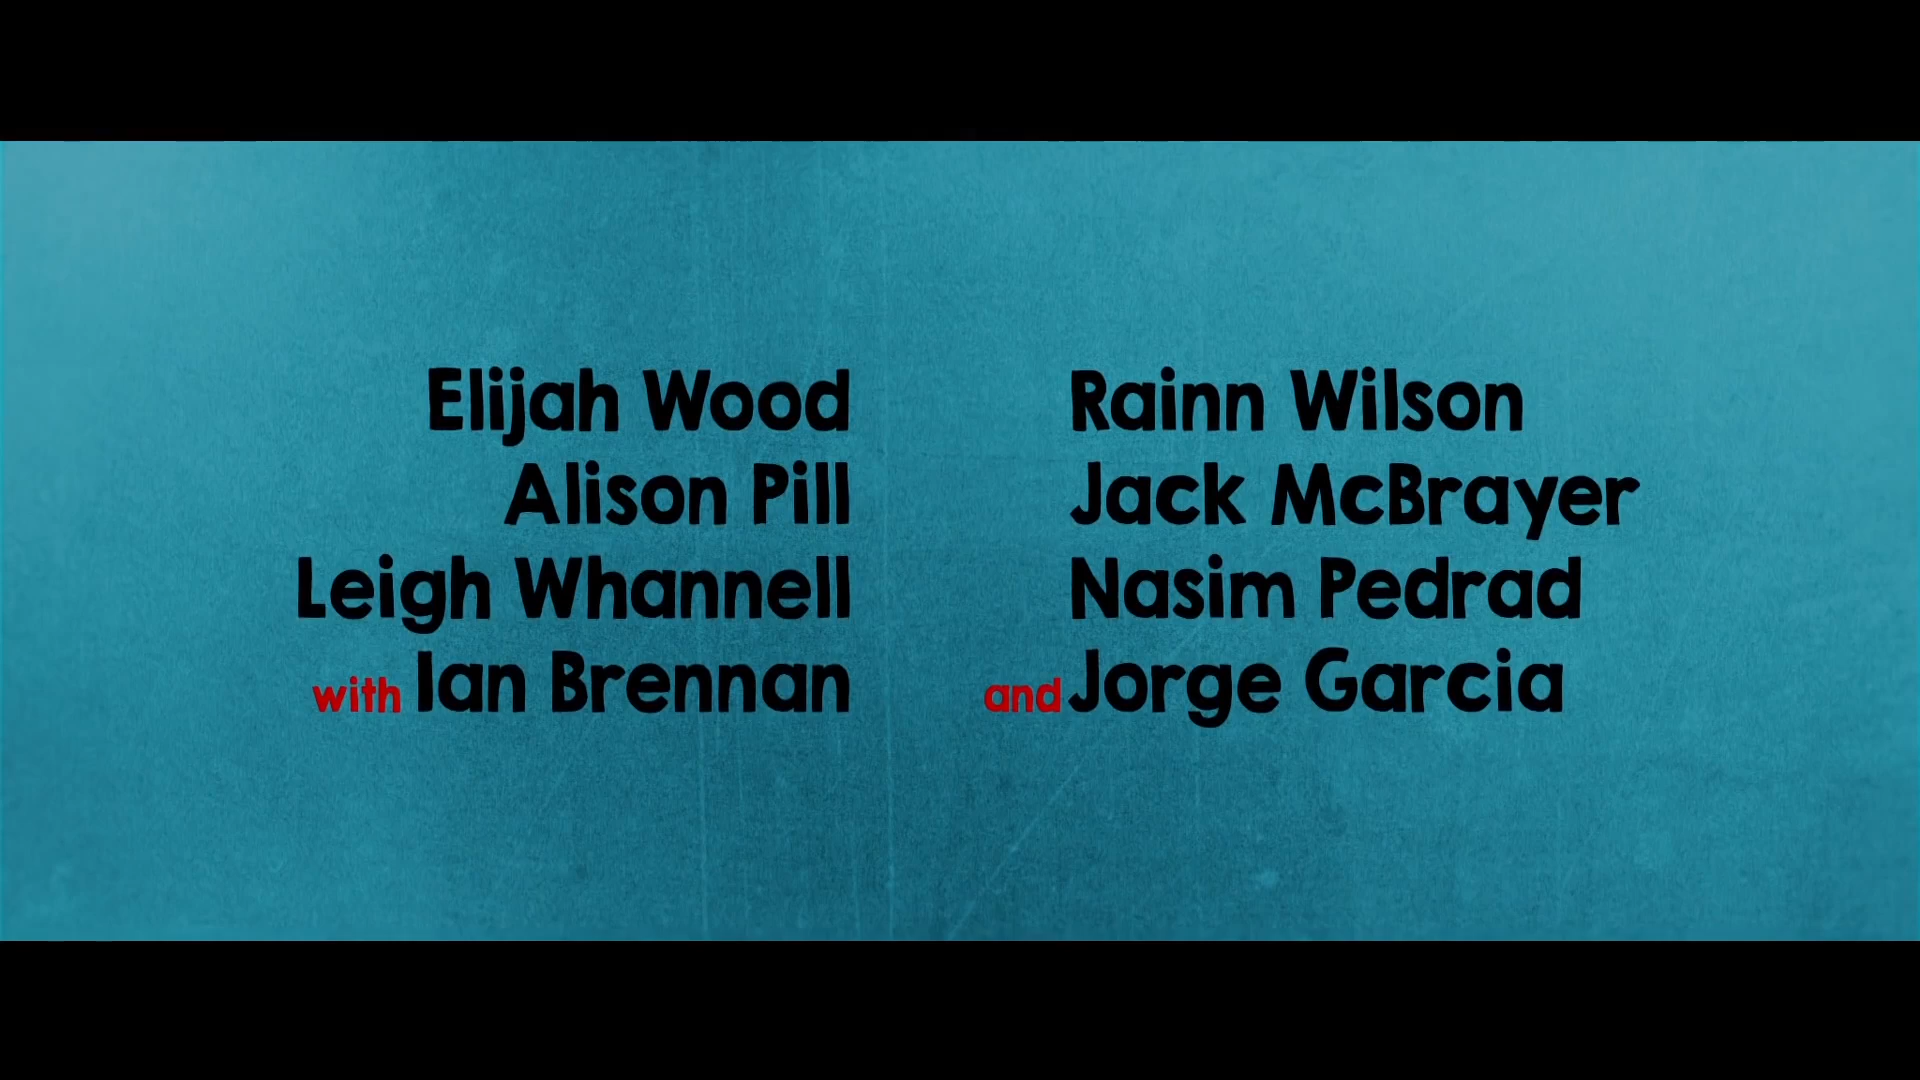 Elijah Wood
Rainn Wilson
Alison Pill
Jack McBrayer
Leigh Whannell
Nasim Pedrad
with Ian Brennan
and Jorge Garcia